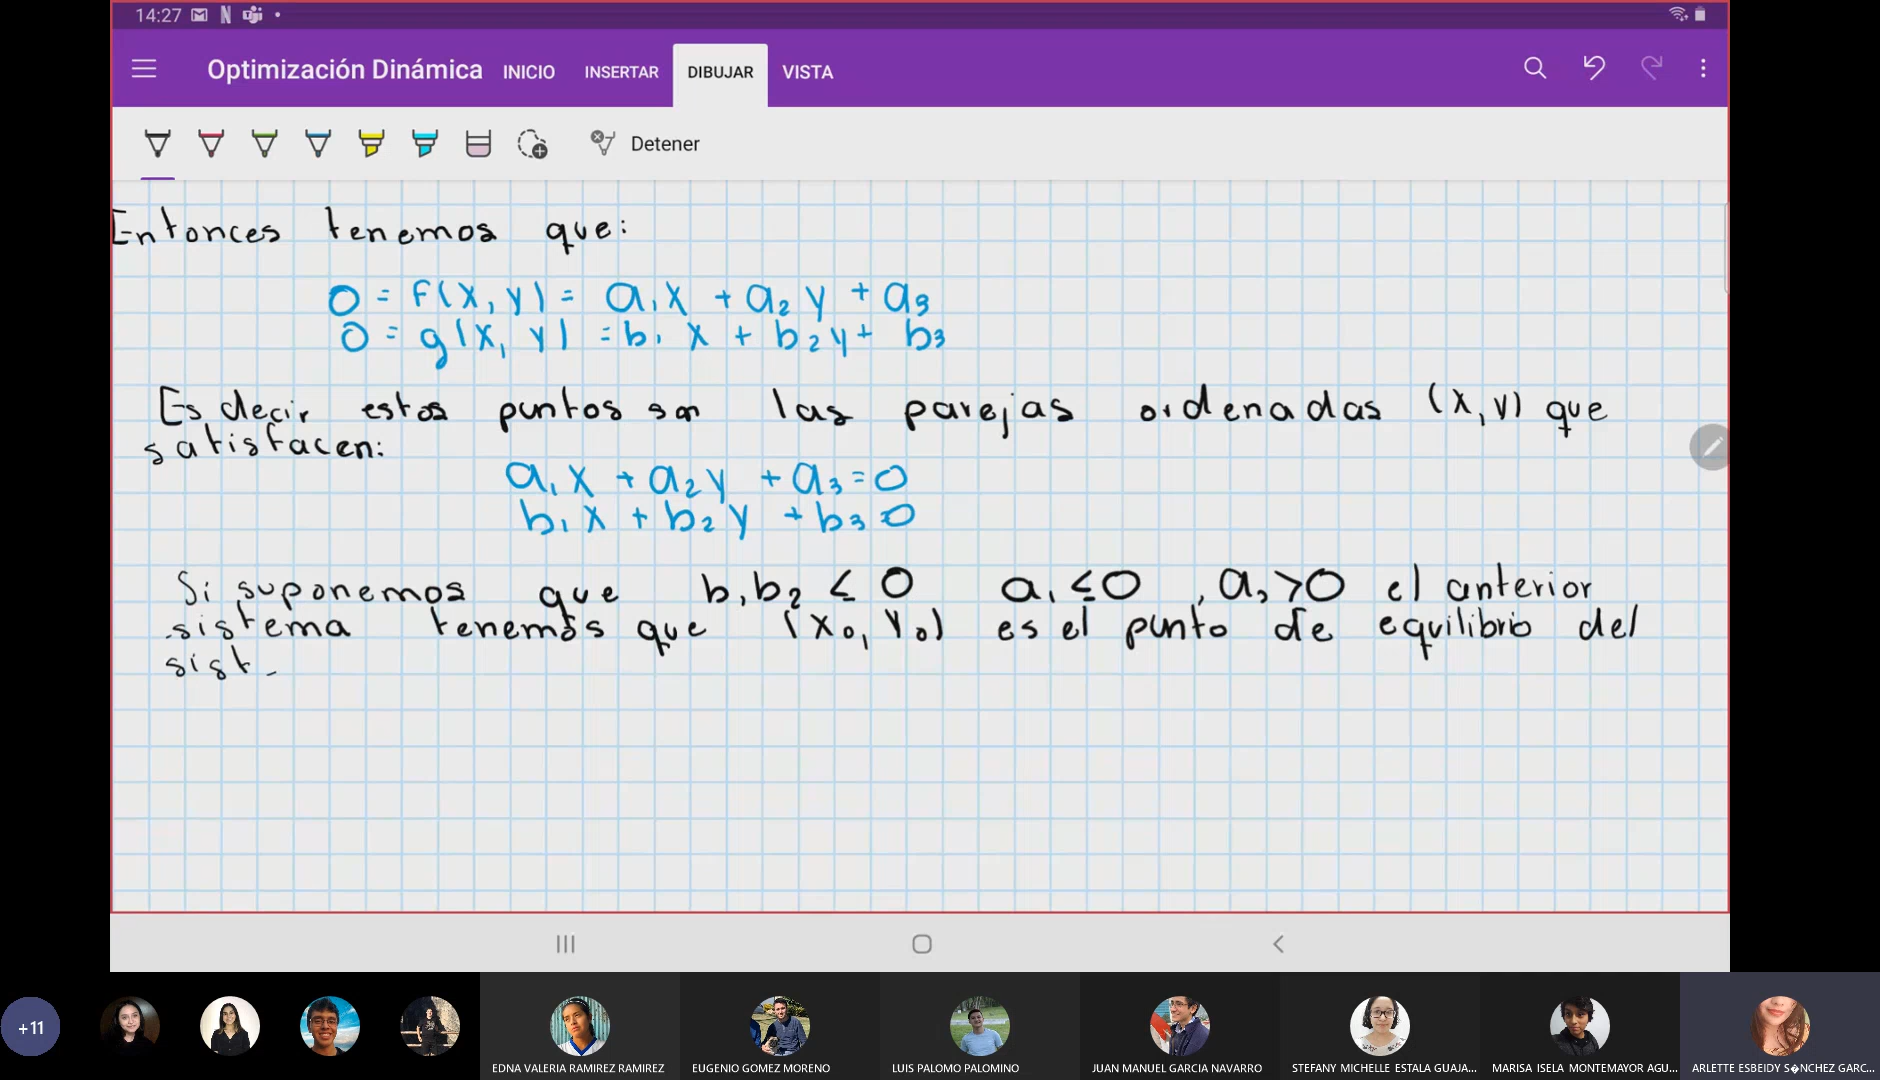 14:27
Optimización Dinámica INICIO INSERTAR DIBUJAR VISTA
Detener
Entonces tenemos que:
0 = f(x, y) = a₁x + a₂y + a₃
0 = g(x, y) = b₁x + b₂y + b₃
Es decir estos puntos son las parejas ordenadas (x,y) que
satisfacen:
a₁x + a₂y + a₃ = 0
b₁x + b₂y + b₃ = 0
Si suponemos que b₁b₂ ≤ 0 a₁ ≤ 0 , a₂ > 0 el anterior
sistema tenemos que (x₀, y₀) es el punto de equilibrio del
sist
+11
EDNA VALERIA RAMIREZ RAMIREZ
EUGENIO GOMEZ MORENO
LUIS PALOMO PALOMINO
JUAN MANUEL GARCIA NAVARRO
STEFANY MICHELLE ESTALA GUAJA...
MARISA ISELA MONTEMAYOR AGU...
ARLETTE ESBEIDY S�NCHEZ GARC...